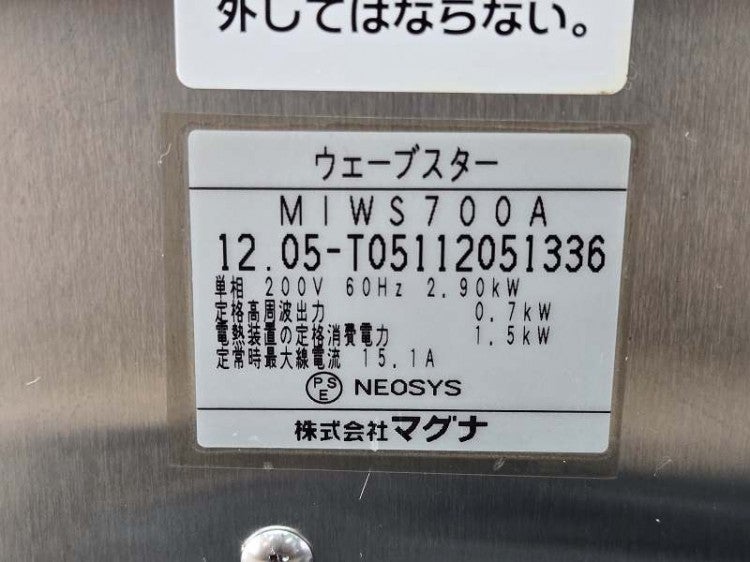 外してはならない。
ウェーブスター
MIWS700A
12.05-T05112051336
単相 200V 60Hz 2.90kW
定格高周波出力 0.7kW
電熱装置の定格消費電力 1.5kW
定常時最大線電流 15.1A
PSE NEOSYS
株式会社マグナ